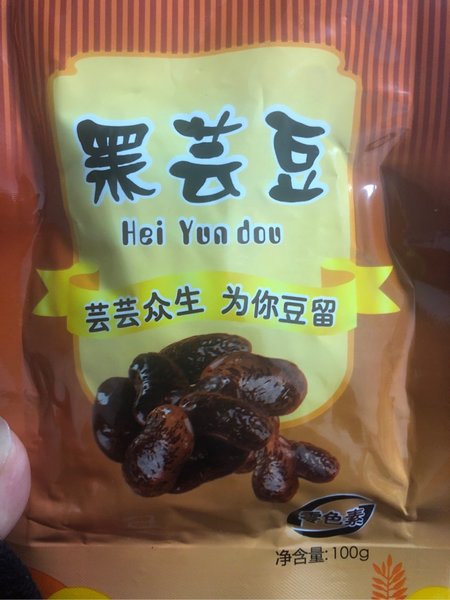 黑芸豆
Hei Yun dou
芸芸众生 为你豆留
零色素
净含量:100g